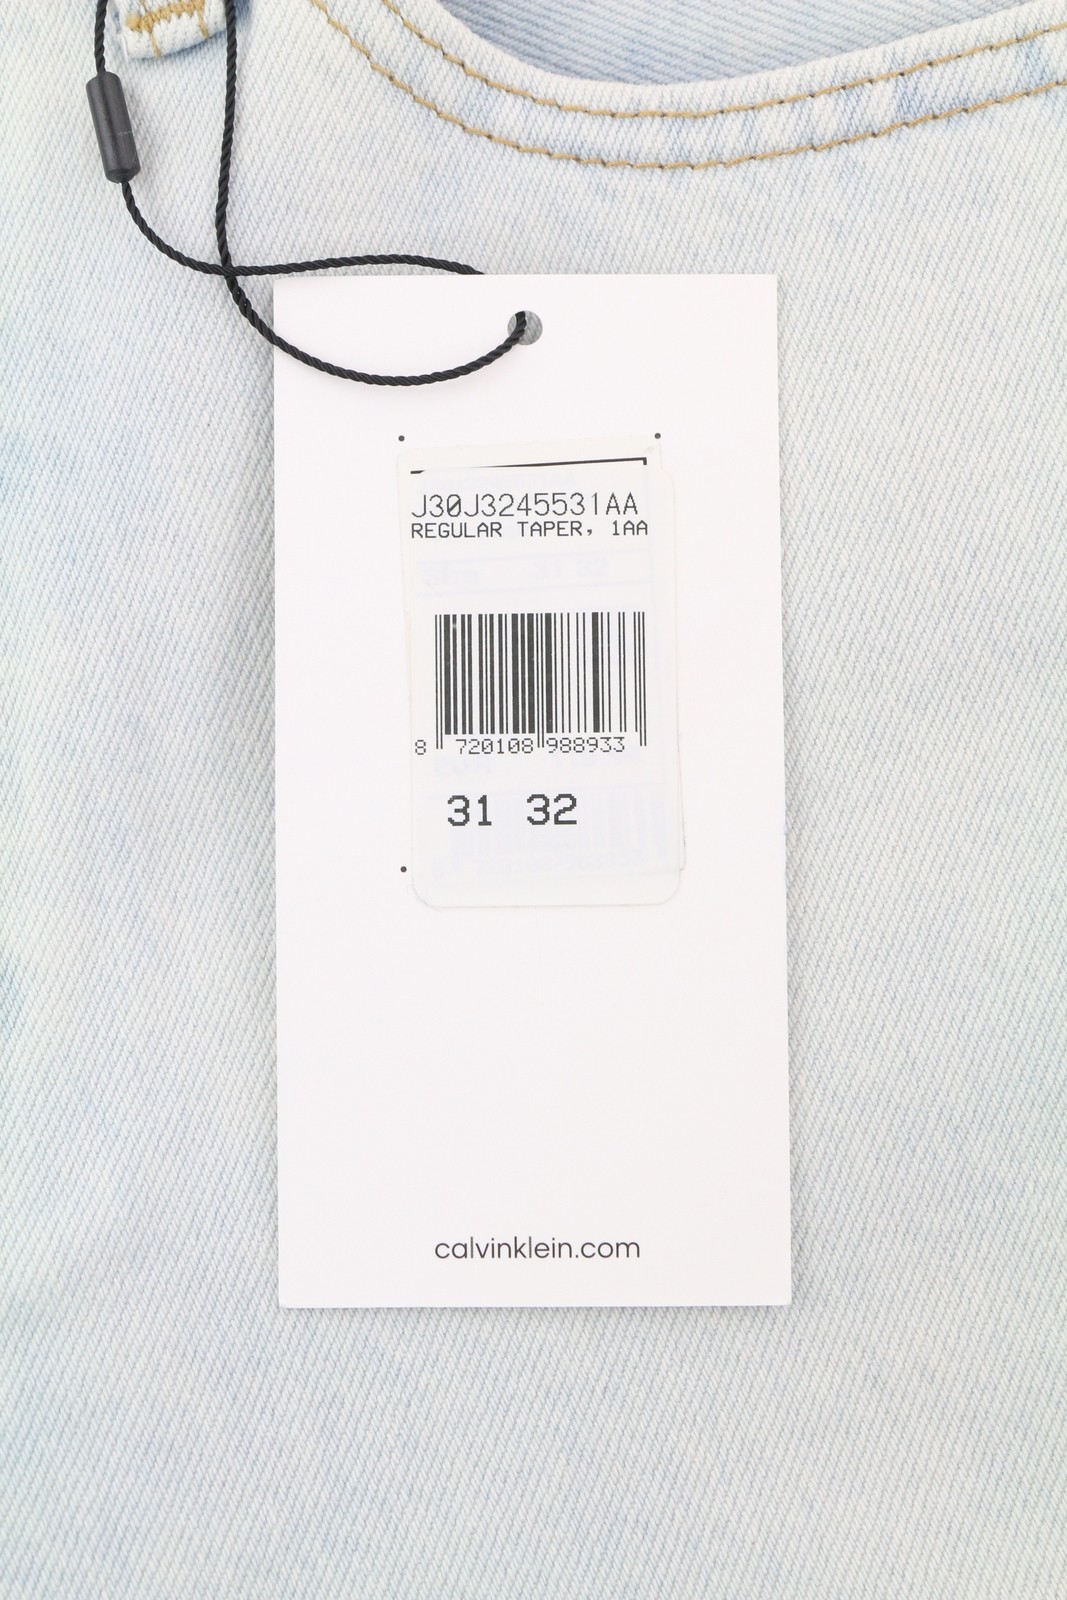 J30J3245531AA
REGULAR TAPER, 1AA
8 720108 988933
31 32
calvinklein.com